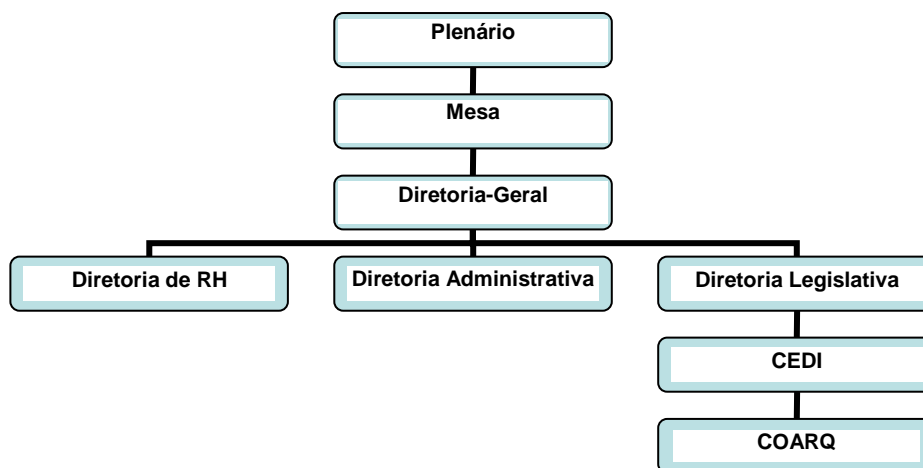 Plenário
Mesa
Diretoria-Geral
Diretoria de RH
Diretoria Administrativa
Diretoria Legislativa
CEDI
COARQ